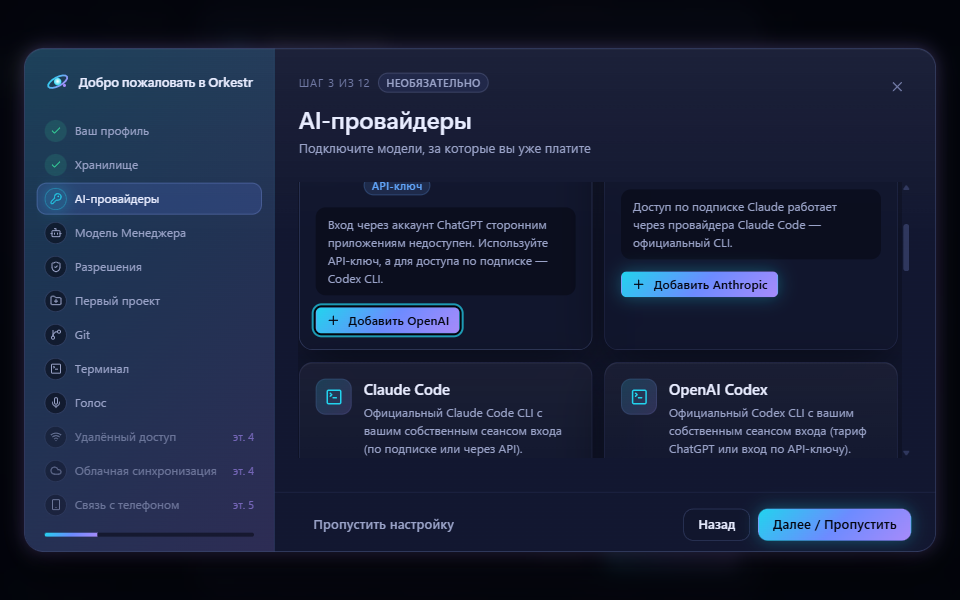 Добро пожаловать в Orkestr
Ваш профиль
Хранилище
AI-провайдеры
Модель Менеджера
Разрешения
Первый проект
Git
Терминал
Голос
Удалённый доступ эт. 4
Облачная синхронизация эт. 4
Связь с телефоном эт. 5
ШАГ 3 ИЗ 12 НЕОБЯЗАТЕЛЬНО
AI-провайдеры
Подключите модели, за которые вы уже платите
API-ключ
Вход через аккаунт ChatGPT сторонним
приложениям недоступен. Используйте
API-ключ, а для доступа по подписке —
Codex CLI.
+ Добавить OpenAI
Доступ по подписке Claude работает
через провайдера Claude Code —
официальный CLI.
+ Добавить Anthropic
Claude Code
Официальный Claude Code CLI с
вашим собственным сеансом входа
(по подписке или через API).
OpenAI Codex
Официальный Codex CLI с вашим
собственным сеансом входа (тариф
ChatGPT или вход по API-ключу).
Пропустить настройку
Назад
Далее / Пропустить